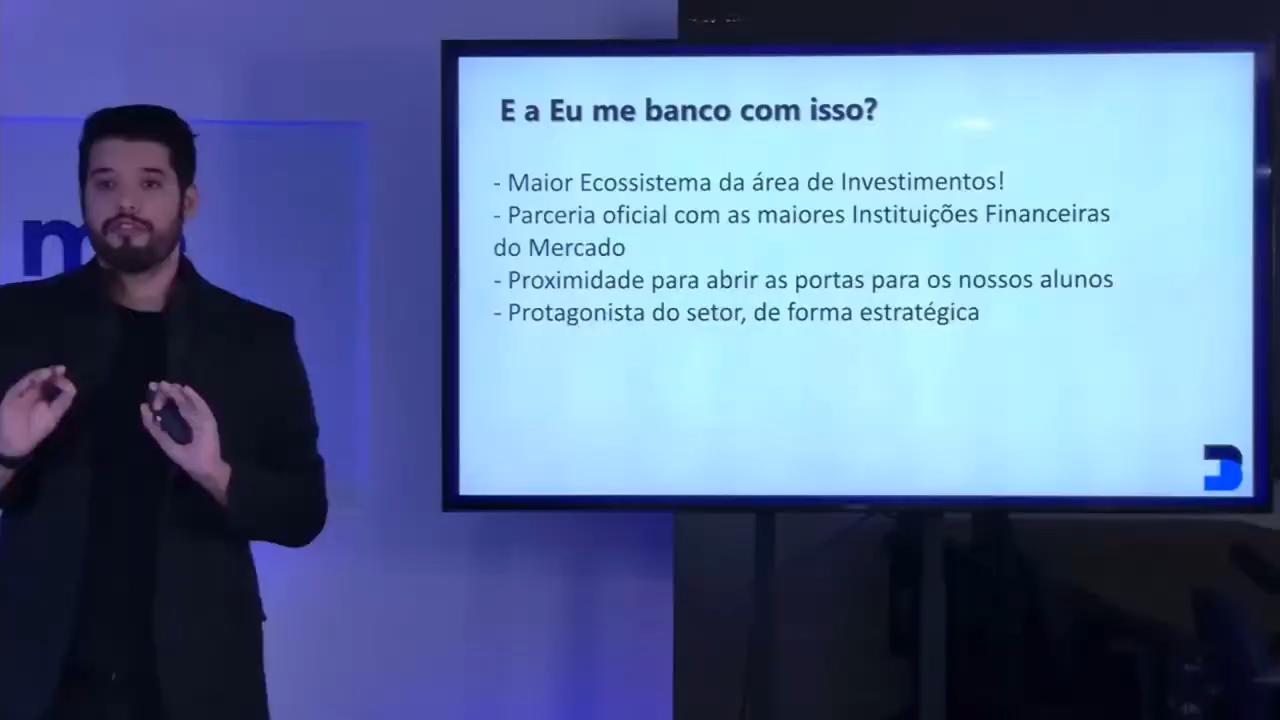 E a Eu me banco com isso?
- Maior Ecossistema da área de Investimentos!
- Parceria oficial com as maiores Instituições Financeiras
do Mercado
- Proximidade para abrir as portas para os nossos alunos
- Protagonista do setor, de forma estratégica